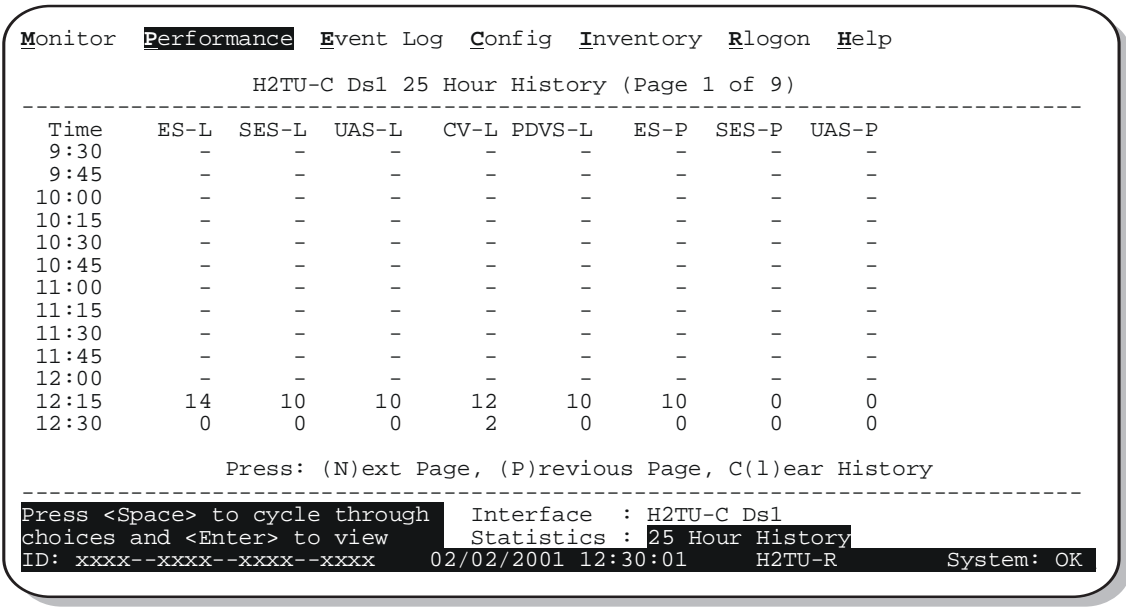 Monitor Performance Event Log Config Inventory Rlogon Help
H2TU-C Ds1 25 Hour History (Page 1 of 9)
--------------------------------------------------------------------------------
Time ES-L SES-L UAS-L CV-L PDVS-L ES-P SES-P UAS-P
9:30 - - - - - - - -
9:45 - - - - - - - -
10:00 - - - - - - - -
10:15 - - - - - - - -
10:30 - - - - - - - -
10:45 - - - - - - - -
11:00 - - - - - - - -
11:15 - - - - - - - -
11:30 - - - - - - - -
11:45 - - - - - - - -
12:00 - - - - - - - -
12:15 14 10 10 12 10 10 0 0
12:30 0 0 0 2 0 0 0 0
Press: (N)ext Page, (P)revious Page, C(l)ear History
--------------------------------------------------------------------------------
Press <Space> to cycle through Interface : H2TU-C Ds1
choices and <Enter> to view Statistics : 25 Hour History
ID: xxxx--xxxx--xxxx--xxxx 02/02/2001 12:30:01 H2TU-R System: OK